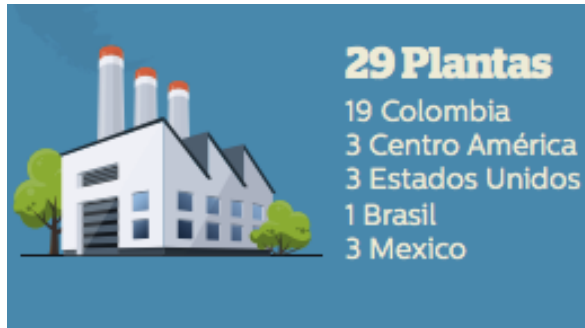 29 Plantas
19 Colombia
3 Centro América
3 Estados Unidos
1 Brasil
3 Mexico